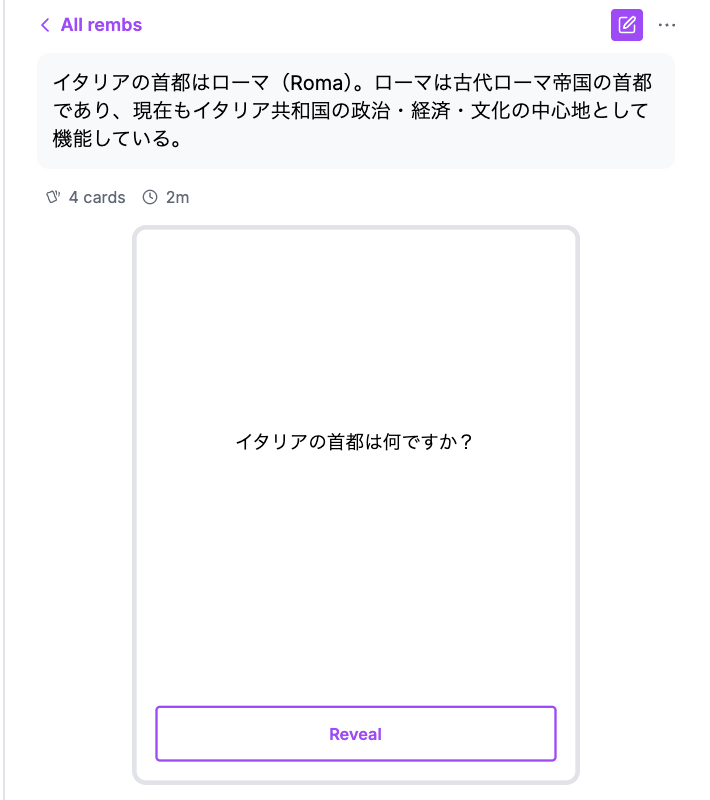 All rembs
イタリアの首都はローマ（Roma）。ローマは古代ローマ帝国の首都
であり、現在もイタリア共和国の政治・経済・文化の中心地として
機能している。
4 cards 2m
イタリアの首都は何ですか？
Reveal